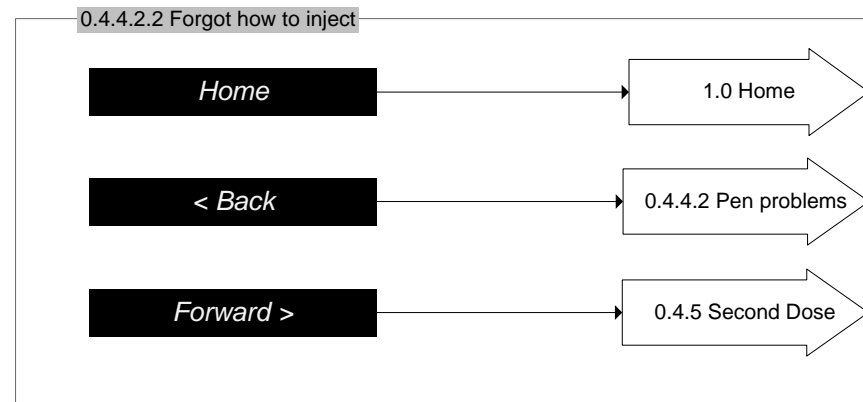 0.4.4.2.2 Forgot how to inject
Home
1.0 Home
< Back
0.4.4.2 Pen problems
Forward >
0.4.5 Second Dose